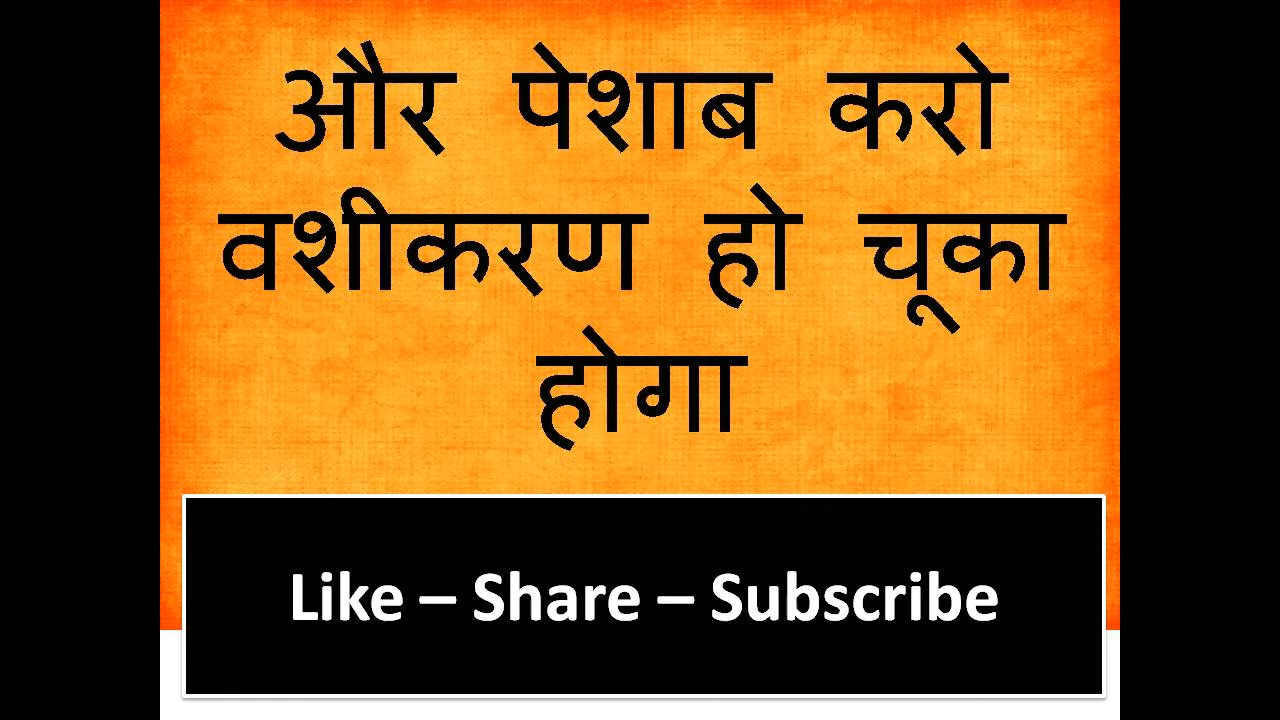 और पेशाब करो
वशीकरण हो चूका
होगा
Like – Share – Subscribe